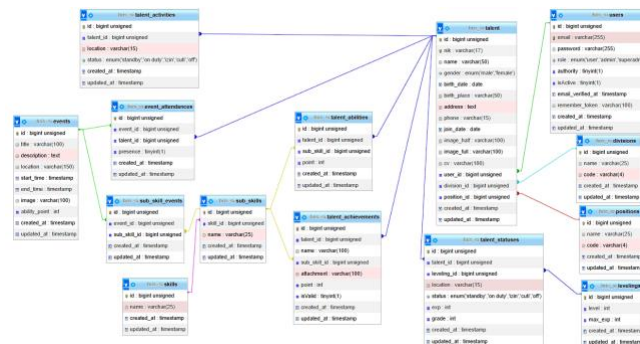 talent_activities
id : bigint unsigned
talent_id : bigint unsigned
location : varchar(15)
status : enum('standby','on duty','izin','cuti','off')
created_at : timestamp
updated_at : timestamp
event_attendances
id : bigint unsigned
event_id : bigint unsigned
talent_id : bigint unsigned
presence : tinyint(1)
created_at : timestamp
updated_at : timestamp
events
id : bigint unsigned
title : varchar(100)
description : text
location : varchar(150)
start_time : timestamp
end_time : timestamp
image : varchar(100)
ability_point : int
created_at : timestamp
updated_at : timestamp
sub_skill_events
id : bigint unsigned
event_id : bigint unsigned
sub_skill_id : bigint unsigned
created_at : timestamp
updated_at : timestamp
sub_skills
id : bigint unsigned
skill_id : bigint unsigned
name : varchar(25)
created_at : timestamp
updated_at : timestamp
skills
id : bigint unsigned
name : varchar(25)
created_at : timestamp
updated_at : timestamp
talent_abilities
id : bigint unsigned
talent_id : bigint unsigned
sub_skill_id : bigint unsigned
point : int
created_at : timestamp
updated_at : timestamp
talent_achievements
id : bigint unsigned
talent_id : bigint unsigned
name : varchar(100)
sub_skill_id : bigint unsigned
attachment : varchar(100)
point : int
isValid : tinyint(1)
created_at : timestamp
updated_at : timestamp
talent
id : bigint unsigned
nik : varchar(17)
name : varchar(50)
gender : enum('male','female')
birth_date : date
birth_place : varchar(50)
address : text
phone : varchar(15)
join_date : date
image_half : varchar(100)
image_full : varchar(100)
cv : varchar(100)
user_id : bigint unsigned
division_id : bigint unsigned
position_id : bigint unsigned
created_at : timestamp
updated_at : timestamp
talent_statuses
id : bigint unsigned
talent_id : bigint unsigned
leveling_id : bigint unsigned
location : varchar(15)
status : enum('standby','on duty','izin','cuti','off')
exp : int
grade : int
created_at : timestamp
updated_at : timestamp
users
id : bigint unsigned
email : varchar(255)
password : varchar(255)
role : enum('user','admin','superadm
authority : tinyint(1)
isActive : tinyint(1)
email_verified_at : timestamp
remember_token : varchar(100)
created_at : timestamp
updated_at : timestamp
divisions
id : bigint unsigned
name : varchar(25)
code : varchar(4)
created_at : timestamp
updated_at : timestamp
positions
id : bigint unsigned
name : varchar(25)
code : varchar(4)
created_at : timestamp
updated_at : timestamp
levelings
id : bigint unsigned
level : int
max_exp : int
created_at : timestamp
updated_at : timestamp